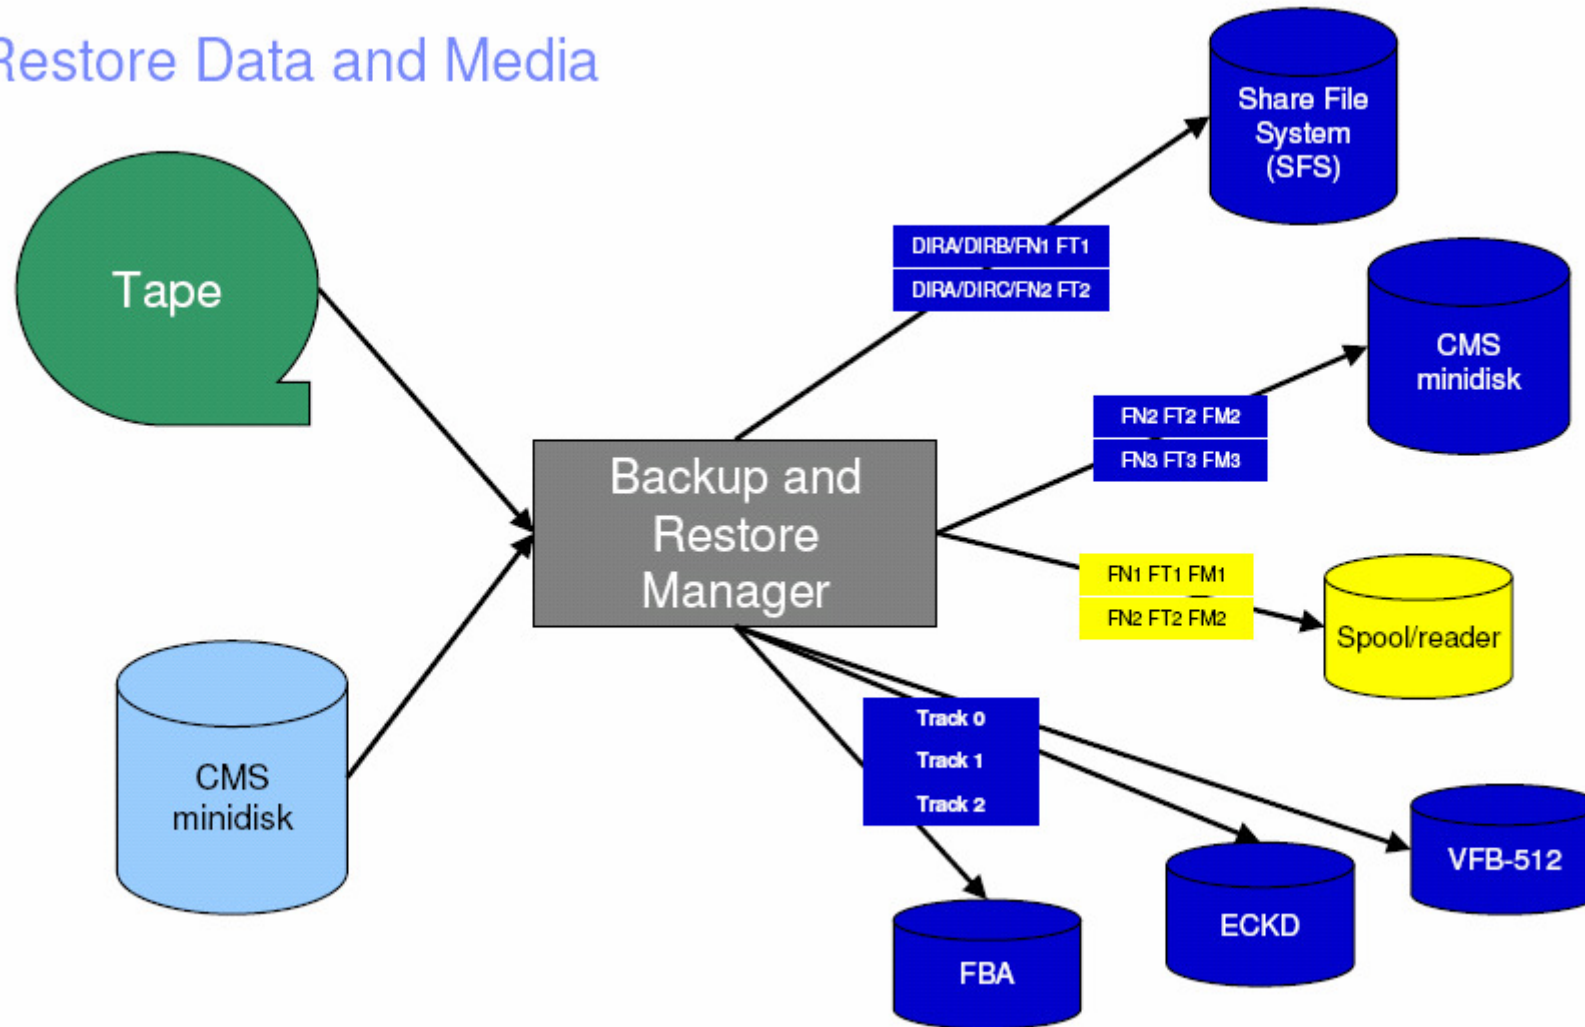 Restore Data and Media
Share File
System
(SFS)
DIRA/DIRB/FN1 FT1
DIRA/DIRC/FN2 FT2
Tape
CMS
minidisk
FN2 FT2 FM2
FN3 FT3 FM3
Backup and
Restore
Manager
FN1 FT1 FM1
FN2 FT2 FM2
Spool/reader
Track 0
Track 1
Track 2
CMS
minidisk
VFB-512
ECKD
FBA